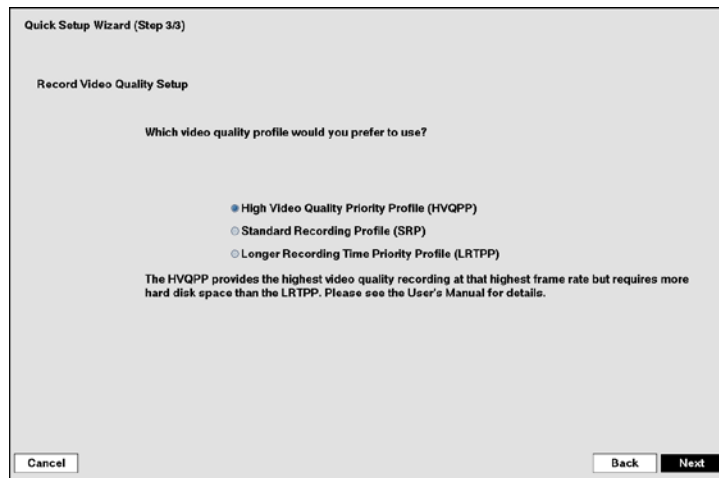 Quick Setup Wizard (Step 3/3)
Record Video Quality Setup
Which video quality profile would you prefer to use?
High Video Quality Priority Profile (HVQPP)
Standard Recording Profile (SRP)
Longer Recording Time Priority Profile (LRTPP)
The HVQPP provides the highest video quality recording at that highest frame rate but requires more
hard disk space than the LRTPP. Please see the User's Manual for details.
Cancel
Back
Next